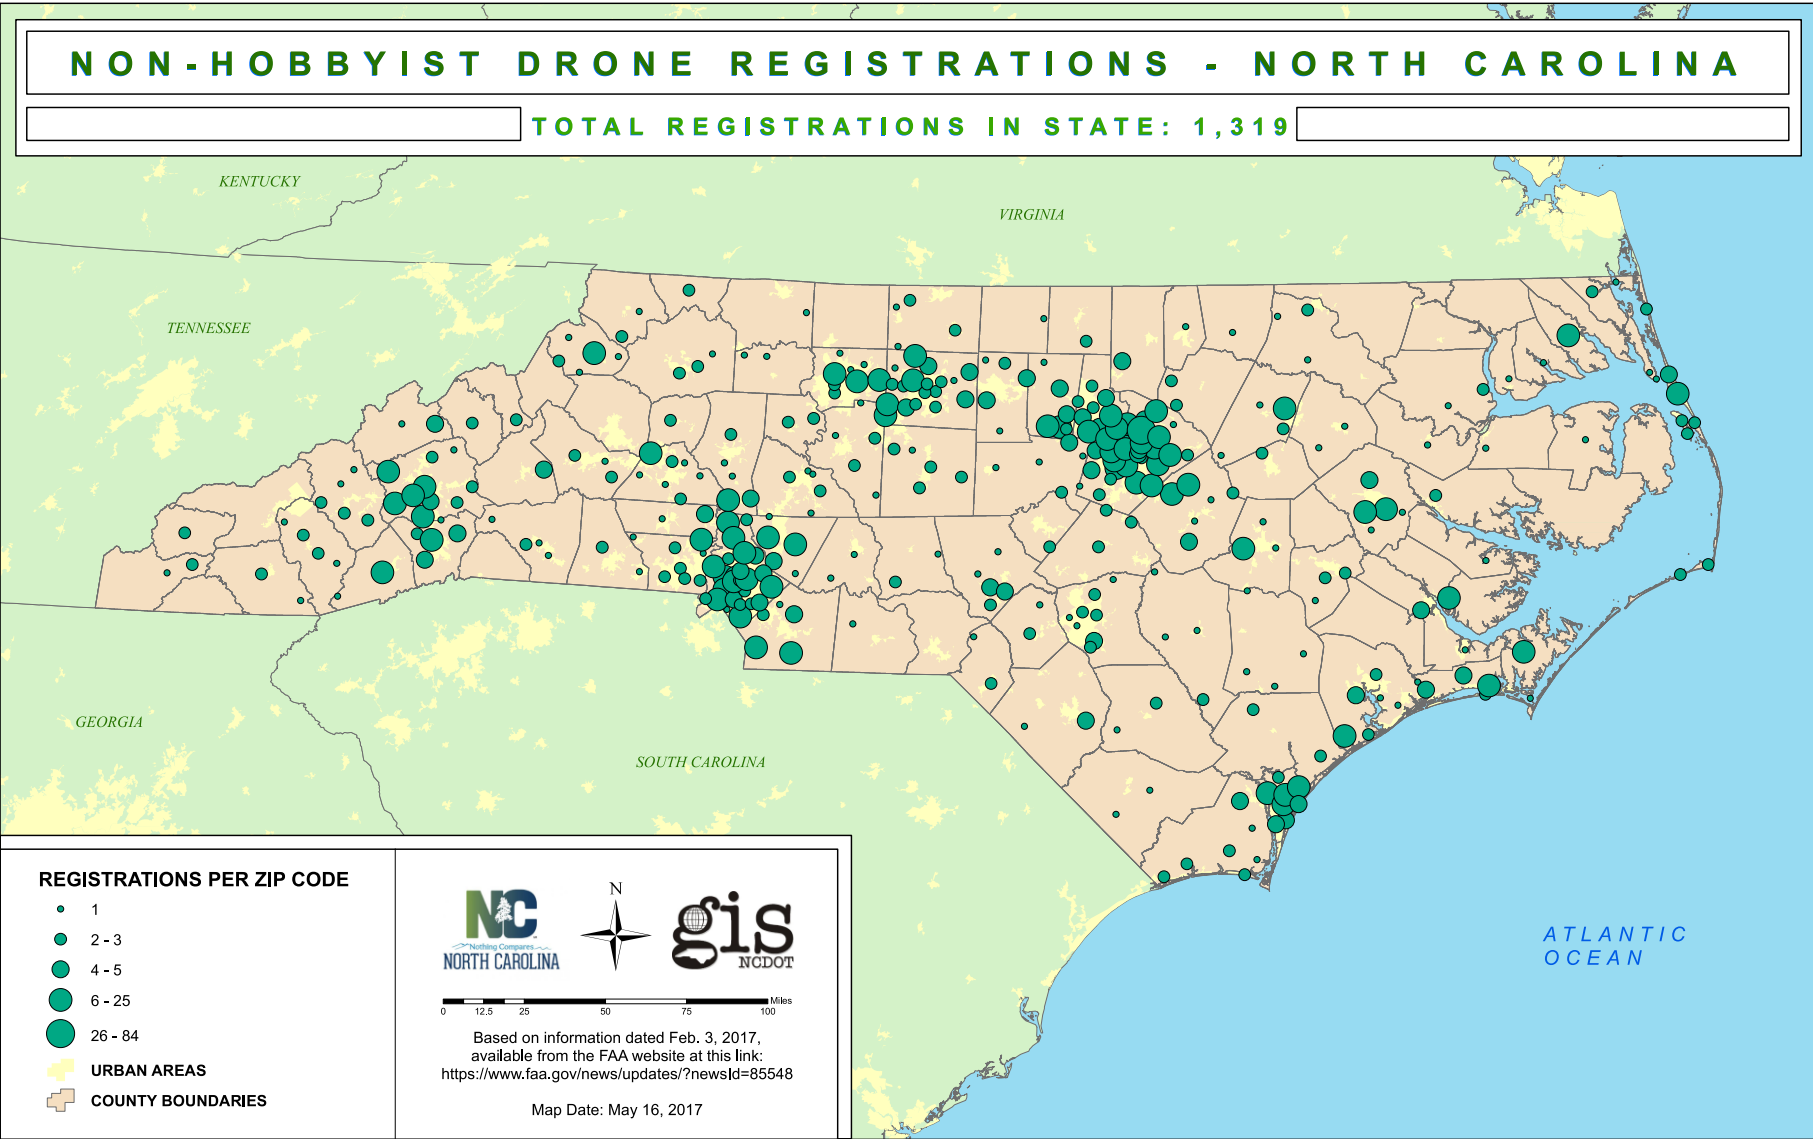 NON-HOBBYIST DRONE REGISTRATIONS - NORTH CAROLINA
TOTAL REGISTRATIONS IN STATE: 1,319
KENTUCKY
VIRGINIA
TENNESSEE
GEORGIA
SOUTH CAROLINA
ATLANTIC
OCEAN
REGISTRATIONS PER ZIP CODE
1
2 - 3
4 - 5
6 - 25
26 - 84
URBAN AREAS
COUNTY BOUNDARIES
NC
Nothing Compares
NORTH CAROLINA
N
gis
NCDOT
Miles
0 12.5 25 50 75 100
Based on information dated Feb. 3, 2017,
available from the FAA website at this link:
https://www.faa.gov/news/updates/?newsId=85548
Map Date: May 16, 2017